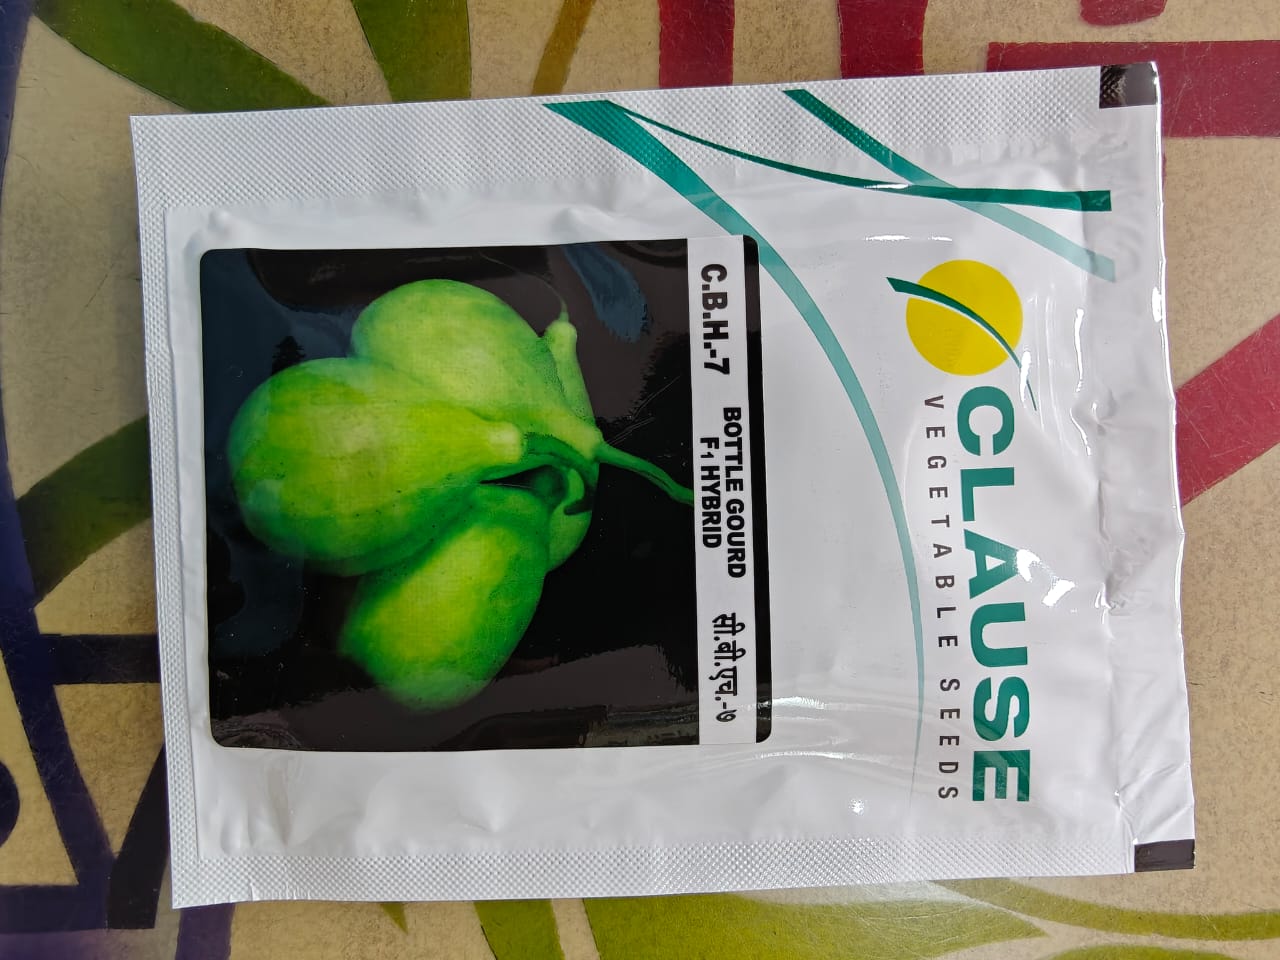 CLAUSE
VEGETABLE SEEDS
C.B.H.-7
BOTTLE GOURD
F1 HYBRID
सी.बी.एच.-७